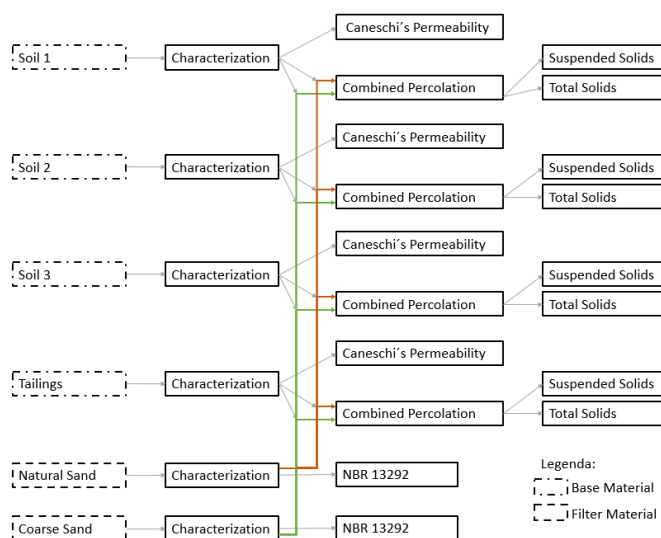 Caneschi´s Permeability
Soil 1
Characterization
Suspended Solids
Combined Percolation
Total Solids
Caneschi´s Permeability
Soil 2
Characterization
Suspended Solids
Combined Percolation
Total Solids
Caneschi´s Permeability
Soil 3
Characterization
Suspended Solids
Combined Percolation
Total Solids
Caneschi´s Permeability
Tailings
Characterization
Suspended Solids
Combined Percolation
Total Solids
Natural Sand
Characterization
NBR 13292
Coarse Sand
Characterization
NBR 13292
Legenda:
Base Material
Filter Material